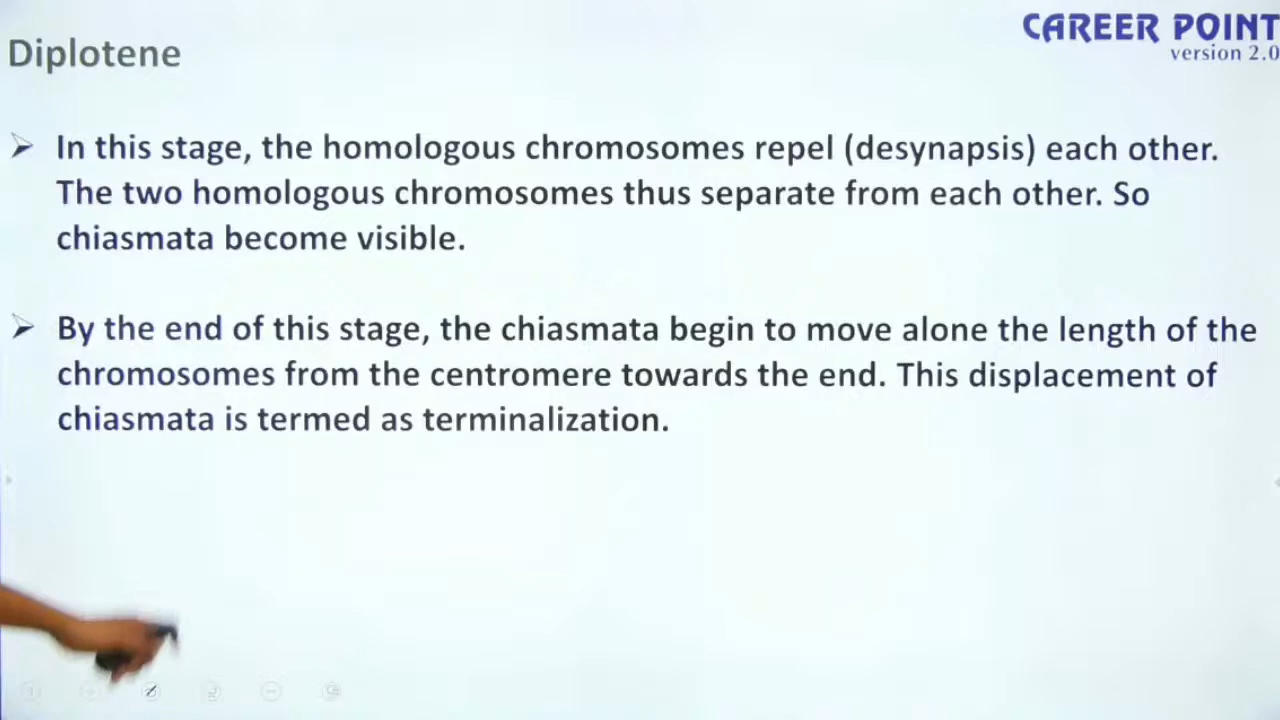 CAREER POINT
version 2.0
Diplotene
In this stage, the homologous chromosomes repel (desynapsis) each other.
The two homologous chromosomes thus separate from each other. So
chiasmata become visible.
By the end of this stage, the chiasmata begin to move alone the length of the
chromosomes from the centromere towards the end. This displacement of
chiasmata is termed as terminalization.